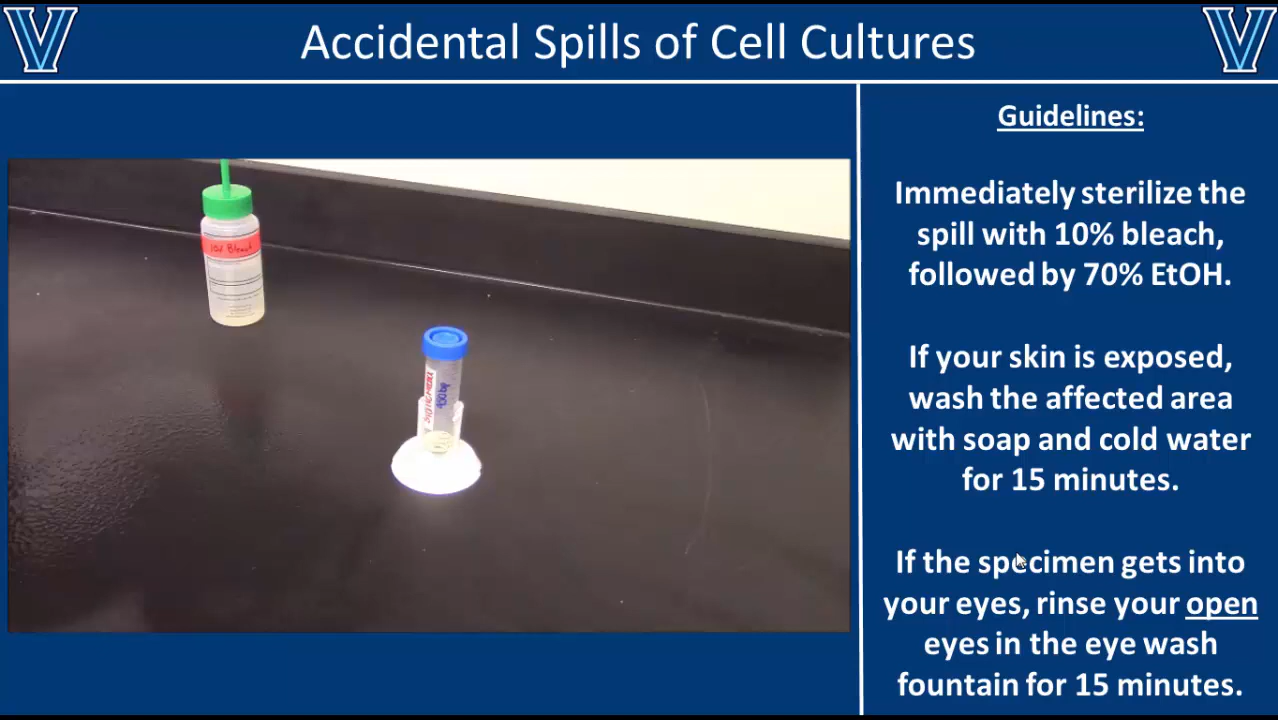 Accidental Spills of Cell Cultures
Guidelines:
Immediately sterilize the
spill with 10% bleach,
followed by 70% EtOH.
If your skin is exposed,
wash the affected area
with soap and cold water
for 15 minutes.
If the specimen gets into
your eyes, rinse your open
eyes in the eye wash
fountain for 15 minutes.
V
V
10% Bleach